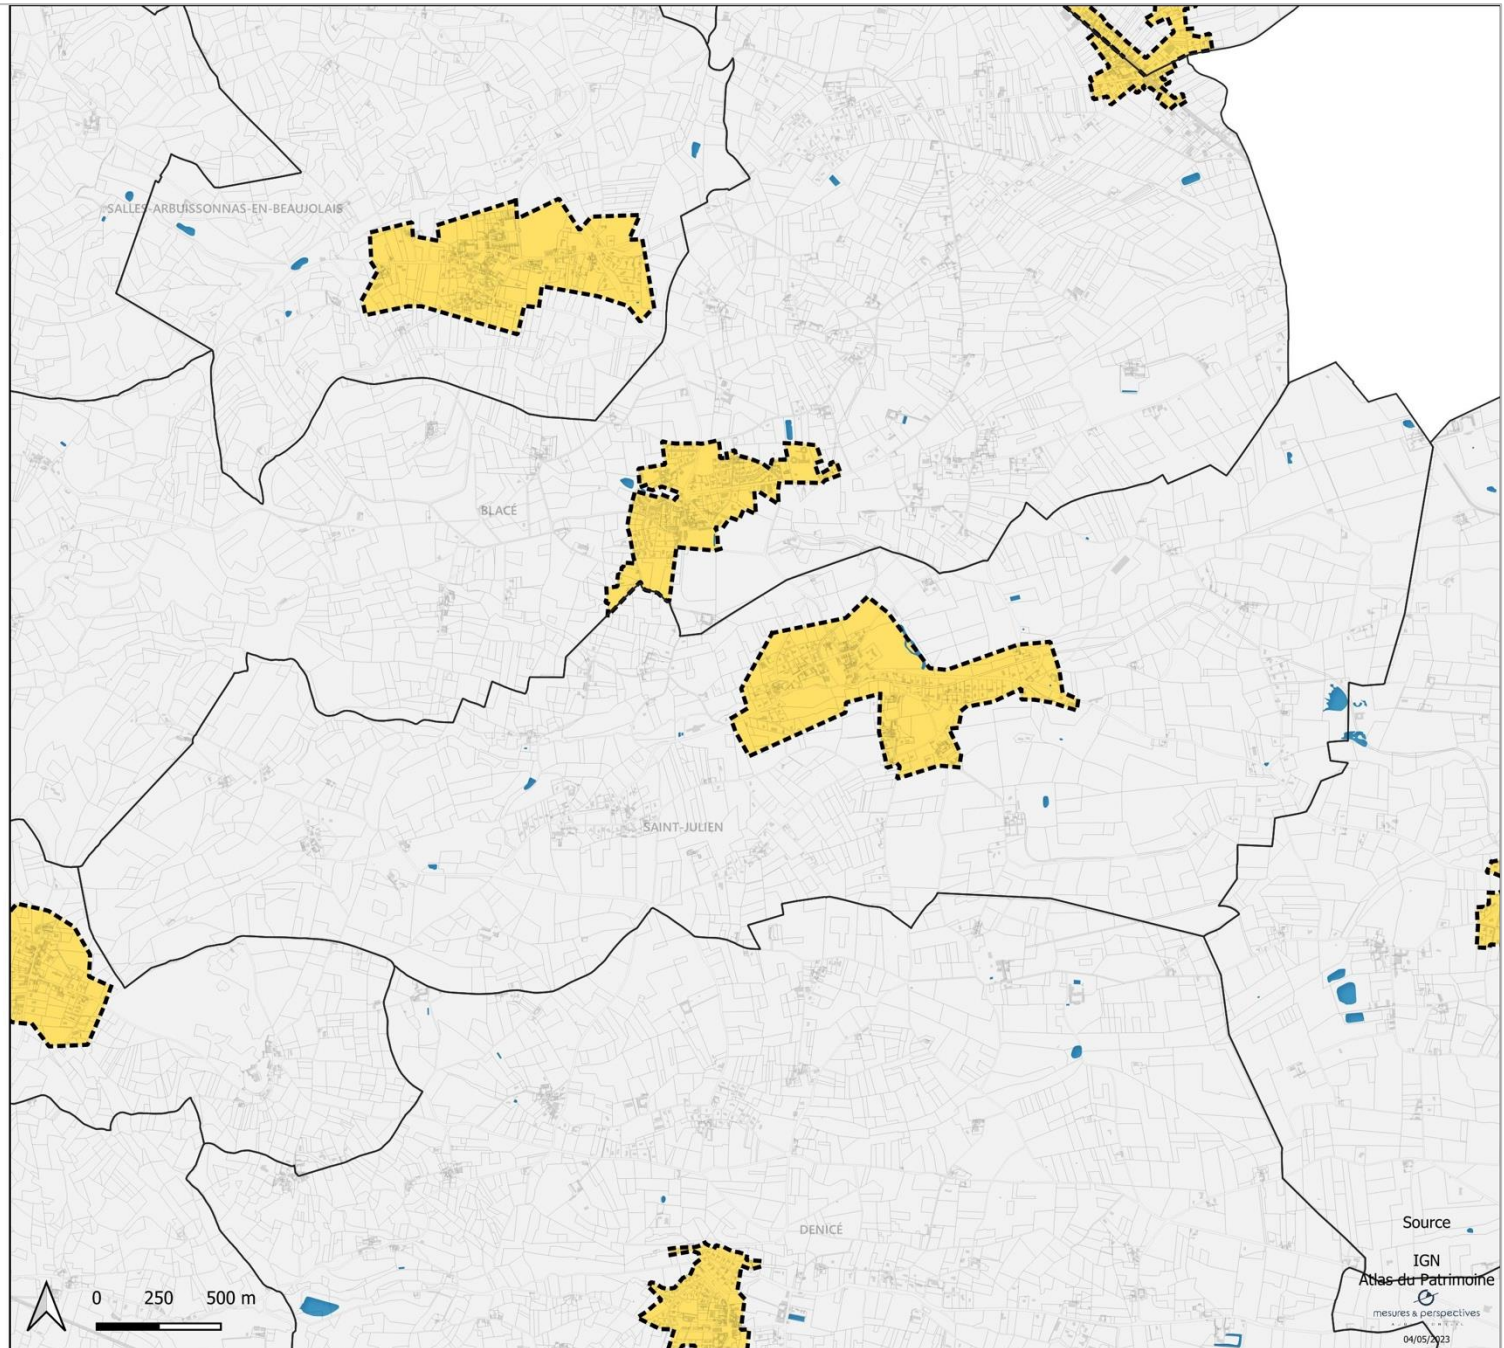 SALLES-ARBUISSONNAS-EN-BEAUJOLAIS
BLACÉ
SAINT-JULIEN
DENICÉ
0 250 500 m
Source
IGN
Atlas du Patrimoine
mesures & perspectives
04/05/2023